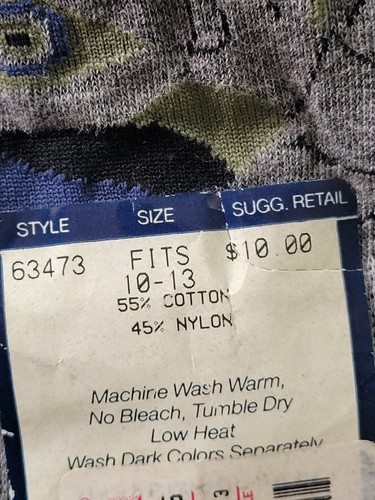 STYLE SIZE SUGG. RETAIL
63473 FITS $10.00
10-13
55% COTTON
45% NYLON
Machine Wash Warm,
No Bleach, Tumble Dry
Low Heat
Wash Dark Colors Separately